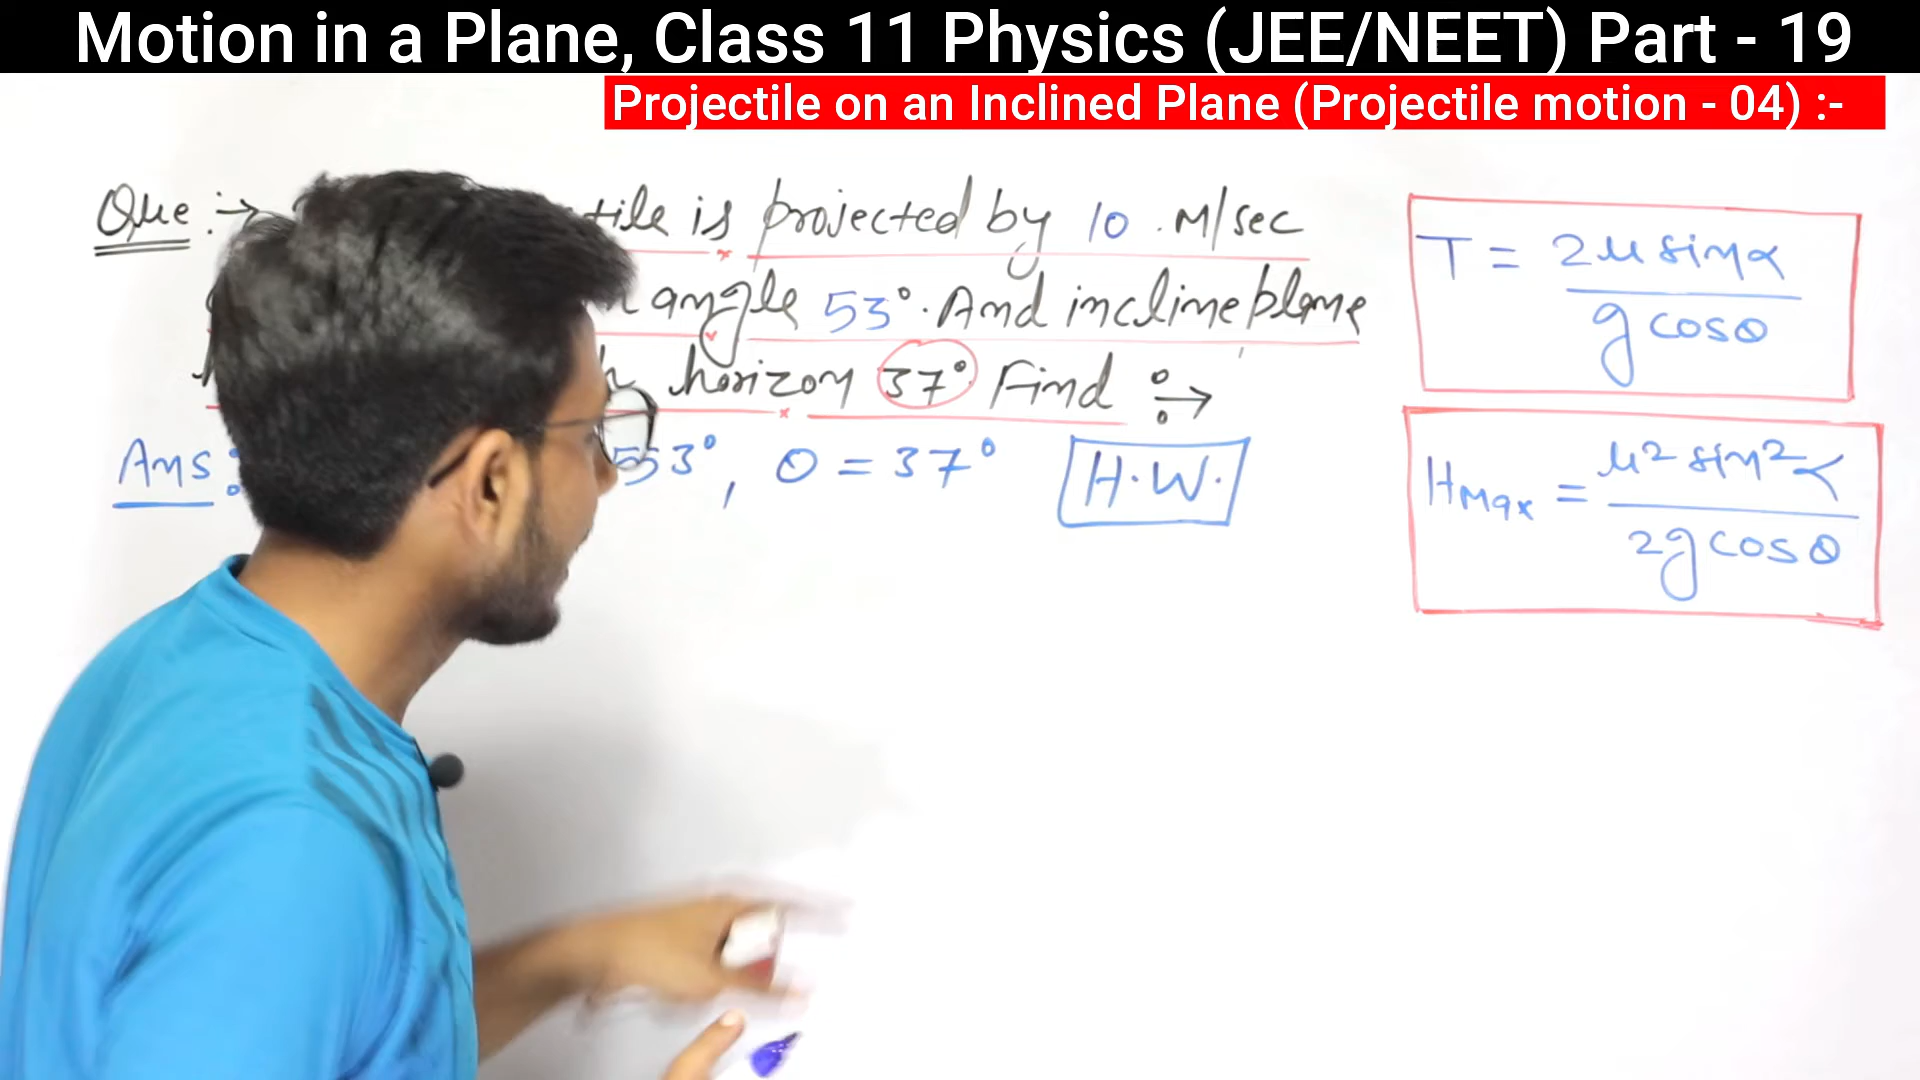 Motion in a Plane, Class 11 Physics (JEE/NEET) Part - 19
Projectile on an Inclined Plane (Projectile motion - 04) :-
Que :→ tile is projected by 10 M/sec
angle 53°. And incline plane
horizon 37° Find :→
Ans: 53°, θ = 37° H.W.
T = 2u sinα / g cosθ
HMax = u² sin²α / 2g cosθ